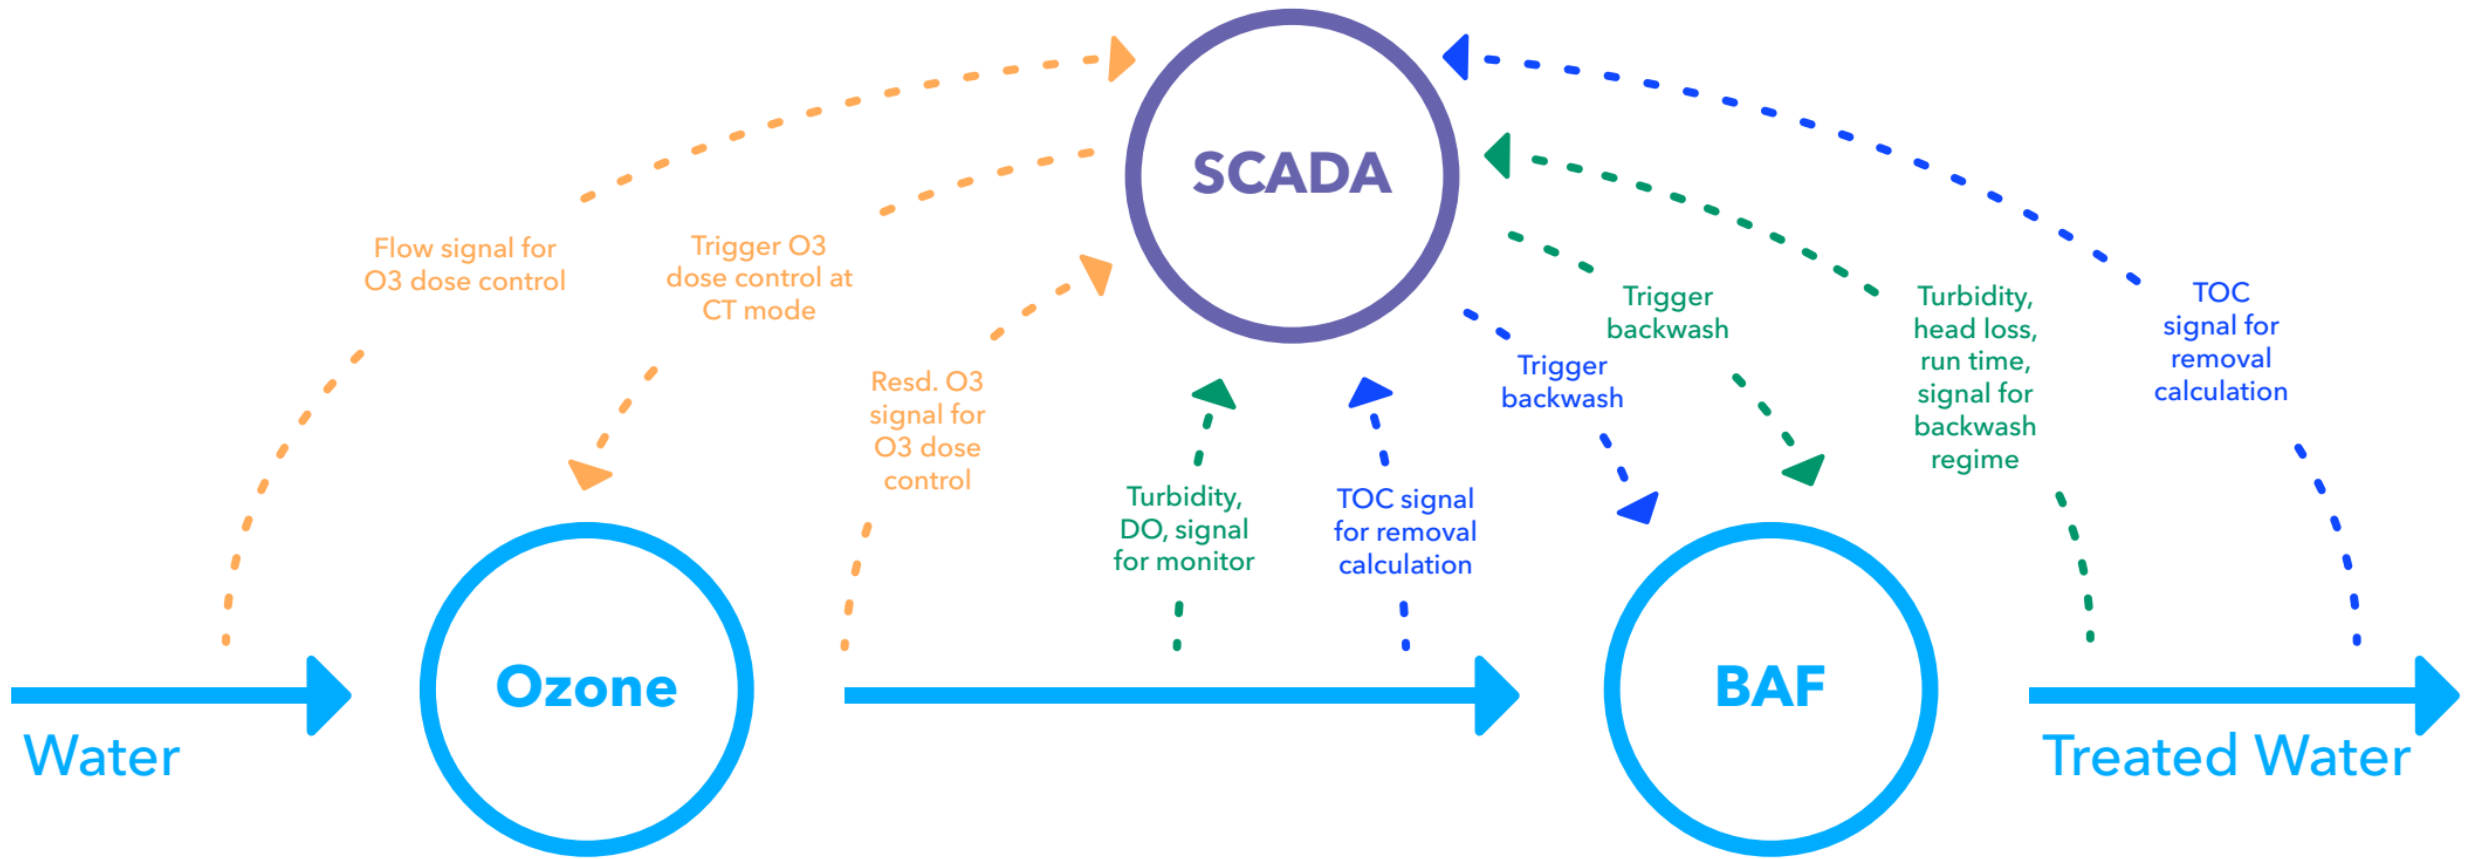 SCADA
Flow signal for
O3 dose control
Trigger O3
dose control at
CT mode
Resd. O3
signal for
O3 dose
control
Turbidity,
DO, signal
for monitor
TOC signal
for removal
calculation
Trigger
backwash
Trigger
backwash
Turbidity,
head loss,
run time,
signal for
backwash
regime
TOC
signal for
removal
calculation
Ozone
BAF
Water
Treated Water